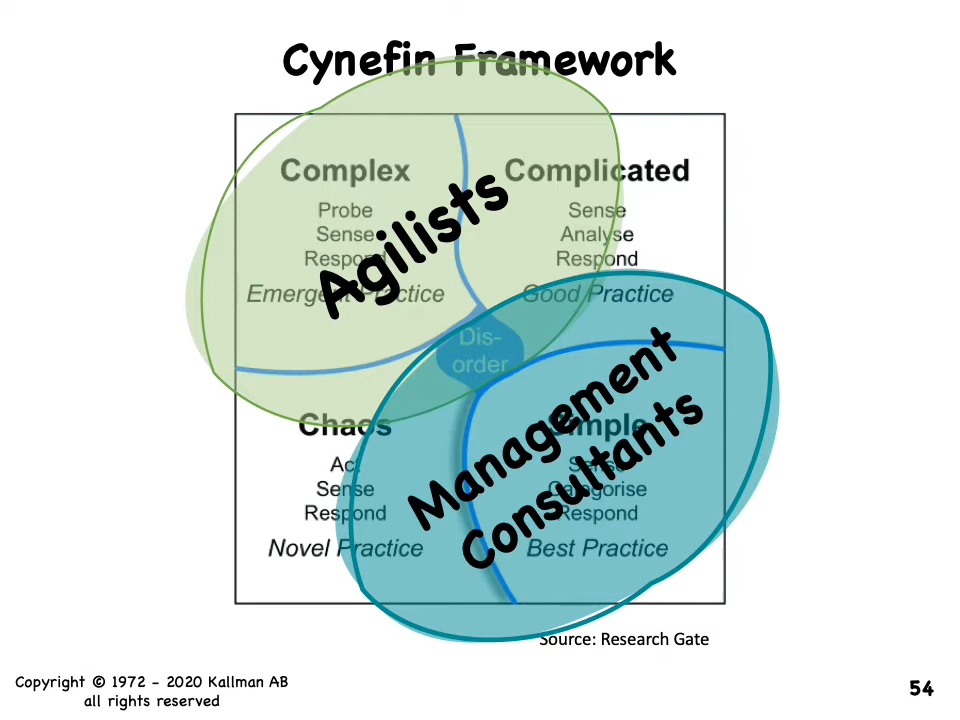 Cynefin Framework
Complex
Probe
Sense
Respond
Emergent Practice
Complicated
Sense
Analyse
Respond
Good Practice
Agilists
Dis-
order
Chaos
Act
Sense
Respond
Novel Practice
Simple
Sense
Categorise
Respond
Best Practice
Management
Consultants
Source: Research Gate
Copyright © 1972 - 2020 Kallman AB
all rights reserved
54